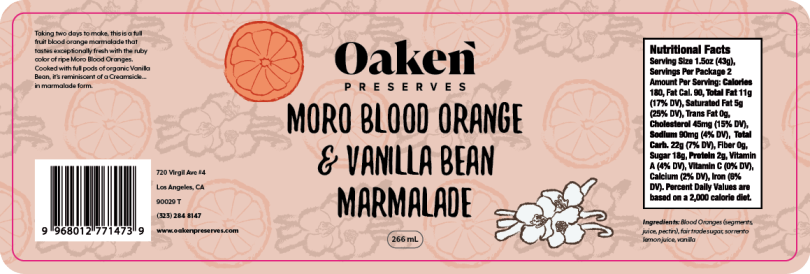 Taking two days to make, this is a full
fruit blood orange marmalade that
tastes exceptionally fresh with the ruby
color of ripe Moro Blood Oranges.
Cooked with full pods of organic Vanilla
Bean, it's reminiscent of a Creamsicle...
in marmalade form.
9 968012 771473 9
720 Virgil Ave #4
Los Angeles, CA
90029 T
(323) 284 8147
www.oakenpreserves.com
Oaken
PRESERVES
MORO BLOOD ORANGE
& VANILLA BEAN
MARMALADE
266 mL
Nutritional Facts
Serving Size 1.5oz (43g),
Servings Per Package 2
Amount Per Serving: Calories
180, Fat Cal. 90, Total Fat 11g
(17% DV), Saturated Fat 5g
(25% DV), Trans Fat 0g,
Cholesterol 45mg (15% DV),
Sodium 90mg (4% DV), Total
Carb. 22g (7% DV), Fiber 0g,
Sugar 18g, Protein 2g, Vitamin
A (4% DV), Vitamin C (0% DV),
Calcium (2% DV), Iron (6%
DV). Percent Daily Values are
based on a 2,000 calorie diet.
Ingredients: Blood Oranges (segments,
juice, pectin), fair trade sugar, sorrento
lemon juice, vanilla